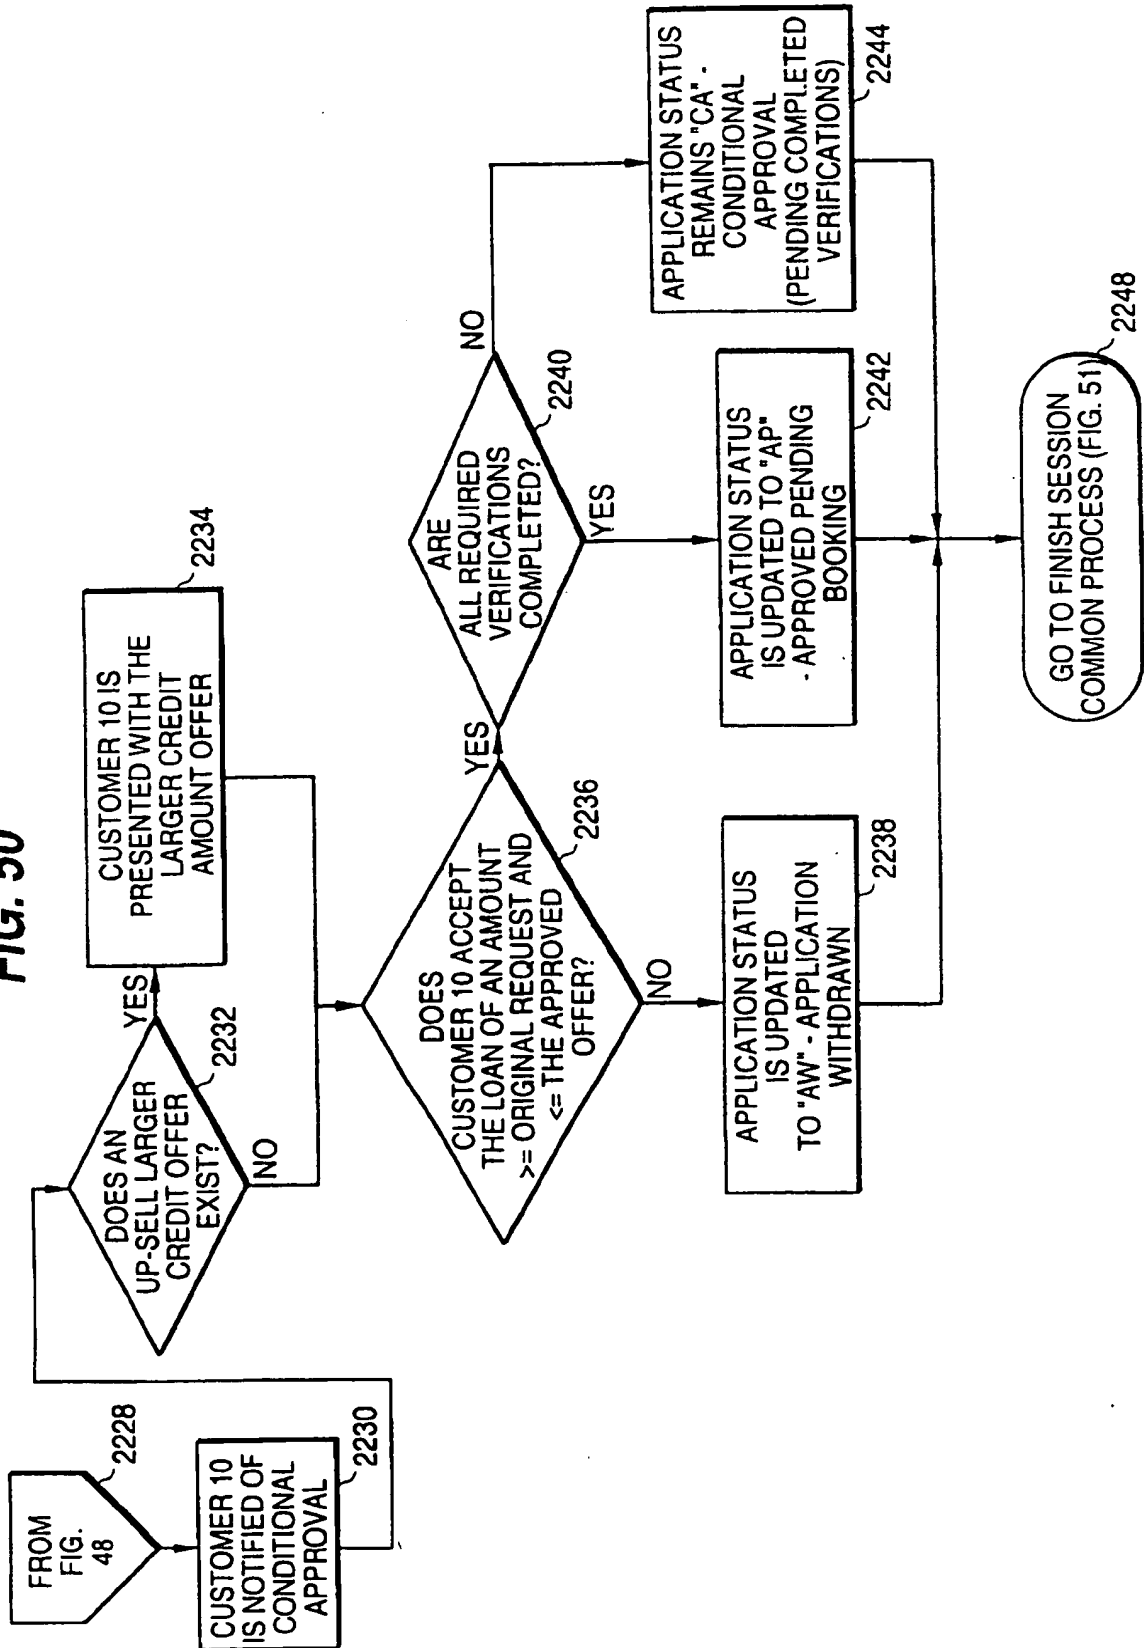 FIG. 50
FROM
FIG.
48
2228
CUSTOMER 10
IS NOTIFIED OF
CONDITIONAL
APPROVAL
2230
DOES AN
UP-SELL LARGER
CREDIT OFFER
EXIST?
2232
YES
NO
CUSTOMER 10 IS
PRESENTED WITH THE
LARGER CREDIT
AMOUNT OFFER
2234
DOES
CUSTOMER 10 ACCEPT
THE LOAN OF AN AMOUNT
>= ORIGINAL REQUEST AND
<= THE APPROVED
OFFER?
2236
YES
NO
APPLICATION STATUS
IS UPDATED
TO "AW" - APPLICATION
WITHDRAWN
2238
ARE
ALL REQUIRED
VERIFICATIONS
COMPLETED?
2240
NO
YES
APPLICATION STATUS
IS UPDATED TO "AP"
- APPROVED PENDING
BOOKING
2242
APPLICATION STATUS
REMAINS "CA" -
CONDITIONAL
APPROVAL
(PENDING COMPLETED
VERIFICATIONS)
2244
GO TO FINISH SESSION
COMMON PROCESS (FIG. 51)
2248